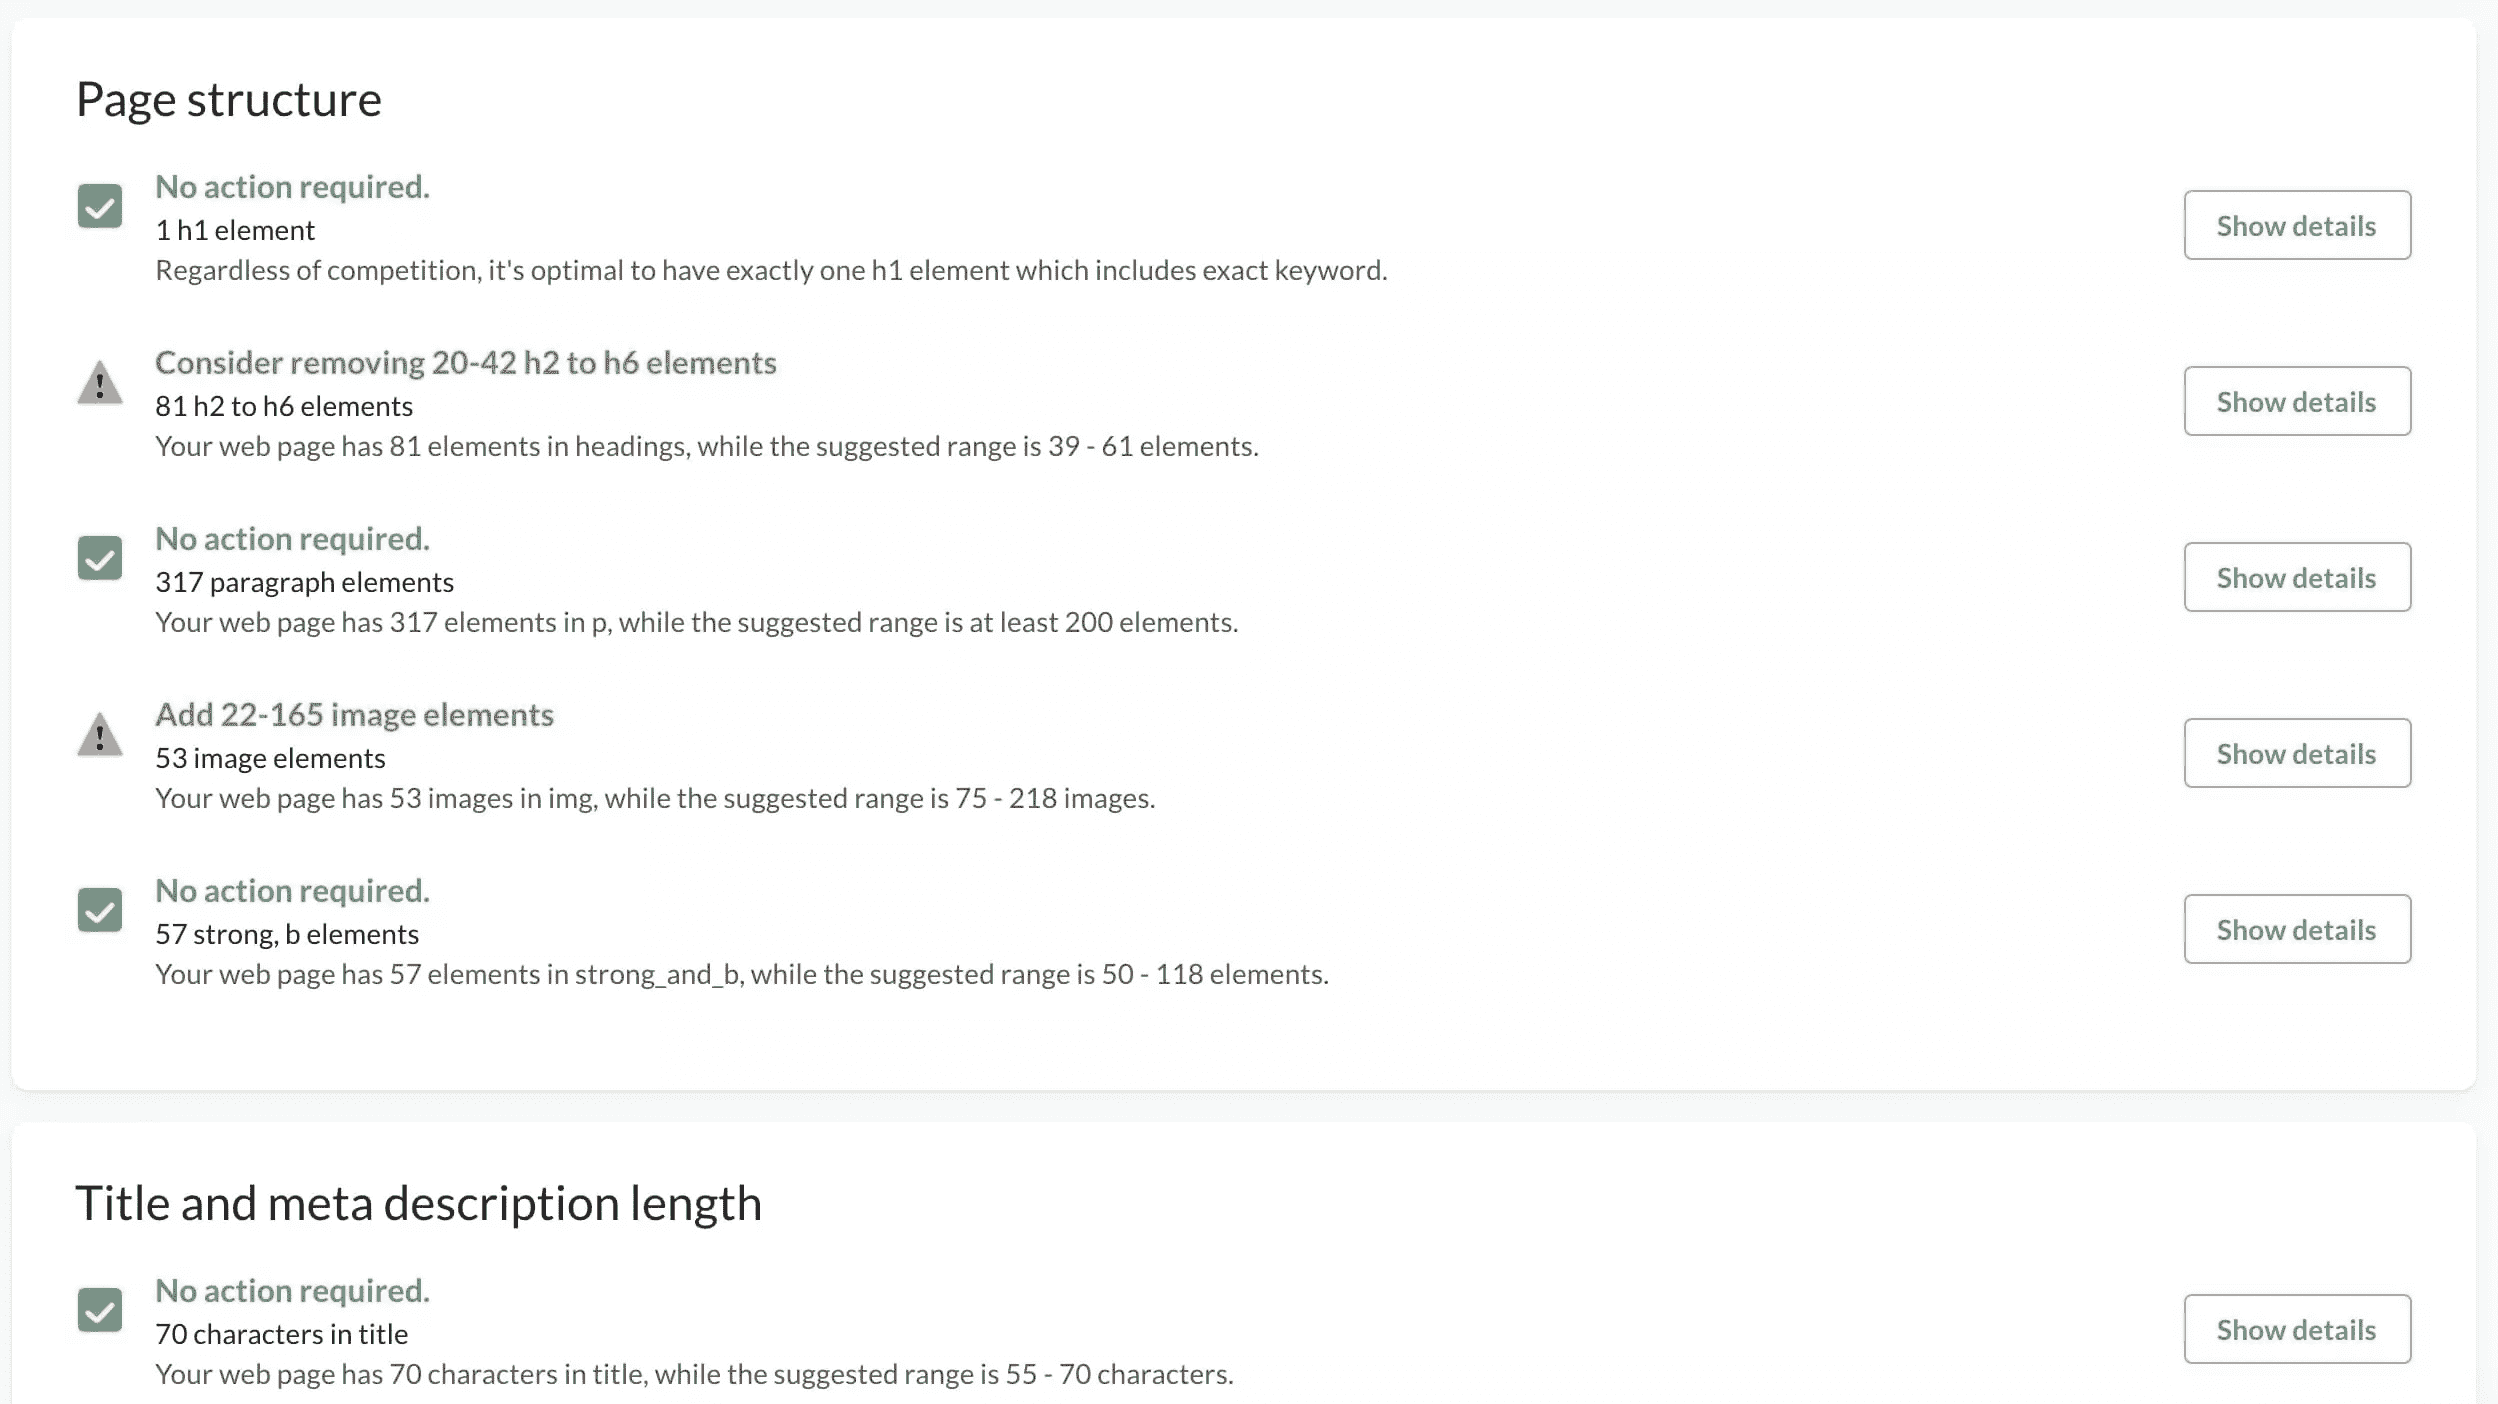 Page structure
No action required.
1 h1 element
Regardless of competition, it's optimal to have exactly one h1 element which includes exact keyword.
Show details
Consider removing 20-42 h2 to h6 elements
81 h2 to h6 elements
Your web page has 81 elements in headings, while the suggested range is 39 - 61 elements.
Show details
No action required.
317 paragraph elements
Your web page has 317 elements in p, while the suggested range is at least 200 elements.
Show details
Add 22-165 image elements
53 image elements
Your web page has 53 images in img, while the suggested range is 75 - 218 images.
Show details
No action required.
57 strong, b elements
Your web page has 57 elements in strong_and_b, while the suggested range is 50 - 118 elements.
Show details
Title and meta description length
No action required.
70 characters in title
Your web page has 70 characters in title, while the suggested range is 55 - 70 characters.
Show details